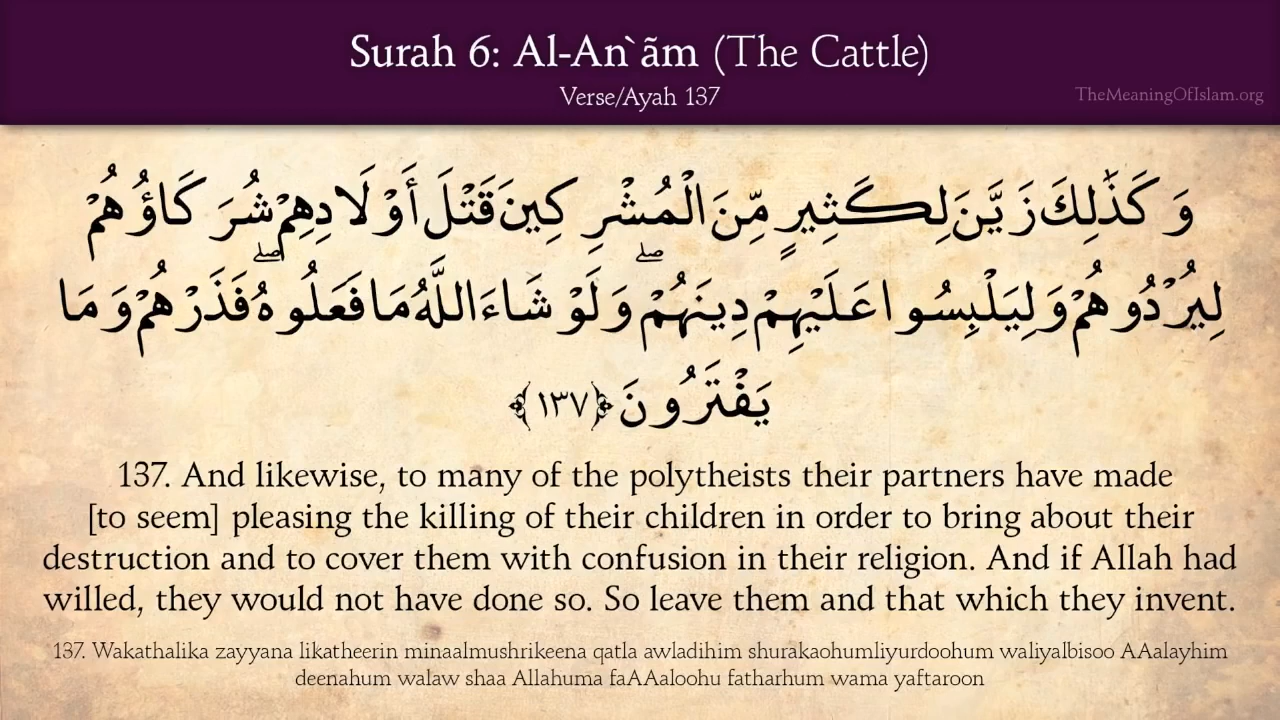 Surah 6: Al-An`ãm (The Cattle)
Verse/Ayah 137
TheMeaningOfIslam.org
وَكَذَٰلِكَ زَيَّنَ لِكَثِيرٍ مِّنَ الْمُشْرِكِينَ قَتْلَ أَوْلَادِهِمْ شُرَكَاؤُهُمْ
لِيُرْدُوهُمْ وَلِيَلْبِسُوا عَلَيْهِمْ دِينَهُمْ ۖ وَلَوْ شَاءَ اللَّهُ مَا فَعَلُوهُ ۖ فَذَرْهُمْ وَمَا
يَفْتَرُونَ ﴿١٣٧﴾
137. And likewise, to many of the polytheists their partners have made
[to seem] pleasing the killing of their children in order to bring about their
destruction and to cover them with confusion in their religion. And if Allah had
willed, they would not have done so. So leave them and that which they invent.
137. Wakathalika zayyana likatheerin minaalmushrikeena qatla awladihim shurakaohumliyurdoohum waliyalbisoo AAalayhim
deenahum walaw shaa Allahuma faAAaloohu fatharhum wama yaftaroon